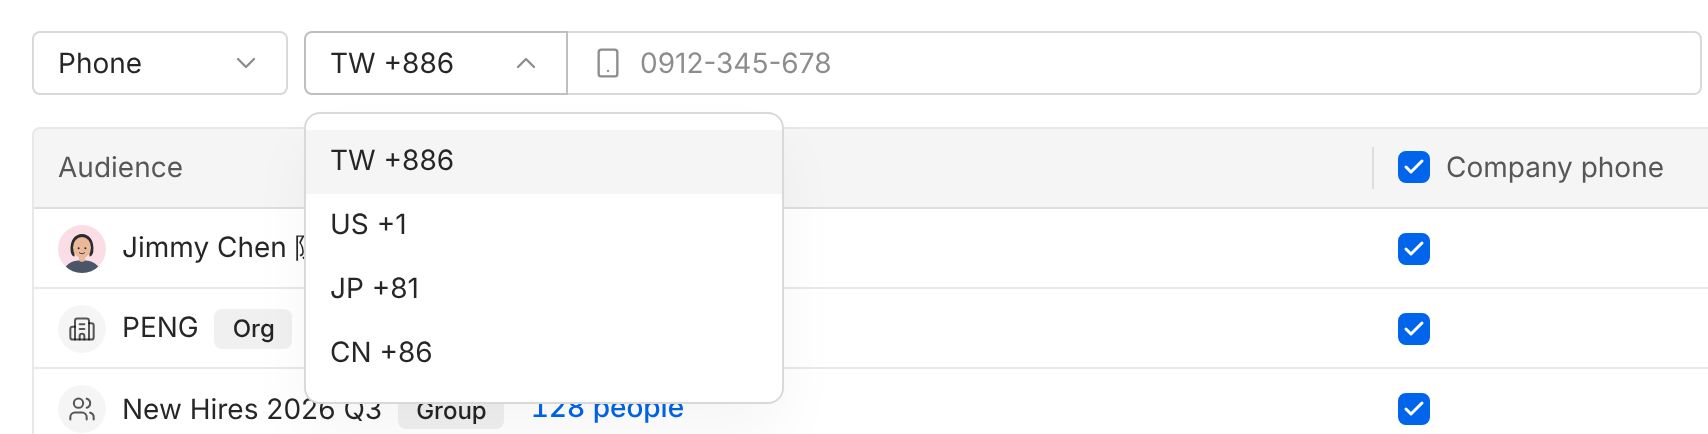 Phone
TW +886
0912-345-678
TW +886
US +1
JP +81
CN +86
Audience
Company phone
Jimmy Chen
PENG Org
New Hires 2026 Q3 Group 128 people